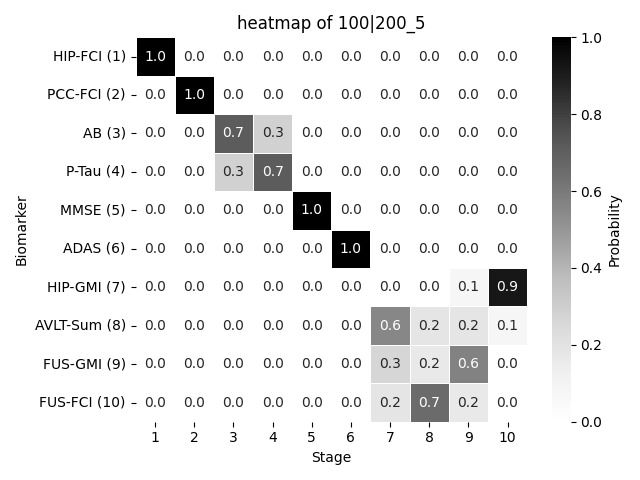 heatmap of 100|200_5
HIP-FCI (1) 1.0 0.0 0.0 0.0 0.0 0.0 0.0 0.0 0.0 0.0
PCC-FCI (2) 0.0 1.0 0.0 0.0 0.0 0.0 0.0 0.0 0.0 0.0
AB (3) 0.0 0.0 0.7 0.3 0.0 0.0 0.0 0.0 0.0 0.0
P-Tau (4) 0.0 0.0 0.3 0.7 0.0 0.0 0.0 0.0 0.0 0.0
MMSE (5) 0.0 0.0 0.0 0.0 1.0 0.0 0.0 0.0 0.0 0.0
ADAS (6) 0.0 0.0 0.0 0.0 0.0 1.0 0.0 0.0 0.0 0.0
HIP-GMI (7) 0.0 0.0 0.0 0.0 0.0 0.0 0.0 0.0 0.1 0.9
AVLT-Sum (8) 0.0 0.0 0.0 0.0 0.0 0.0 0.6 0.2 0.2 0.1
FUS-GMI (9) 0.0 0.0 0.0 0.0 0.0 0.0 0.3 0.2 0.6 0.0
FUS-FCI (10) 0.0 0.0 0.0 0.0 0.0 0.0 0.2 0.7 0.2 0.0
1 2 3 4 5 6 7 8 9 10
Stage
Biomarker
1.0
0.8
0.6
0.4
0.2
0.0
Probability